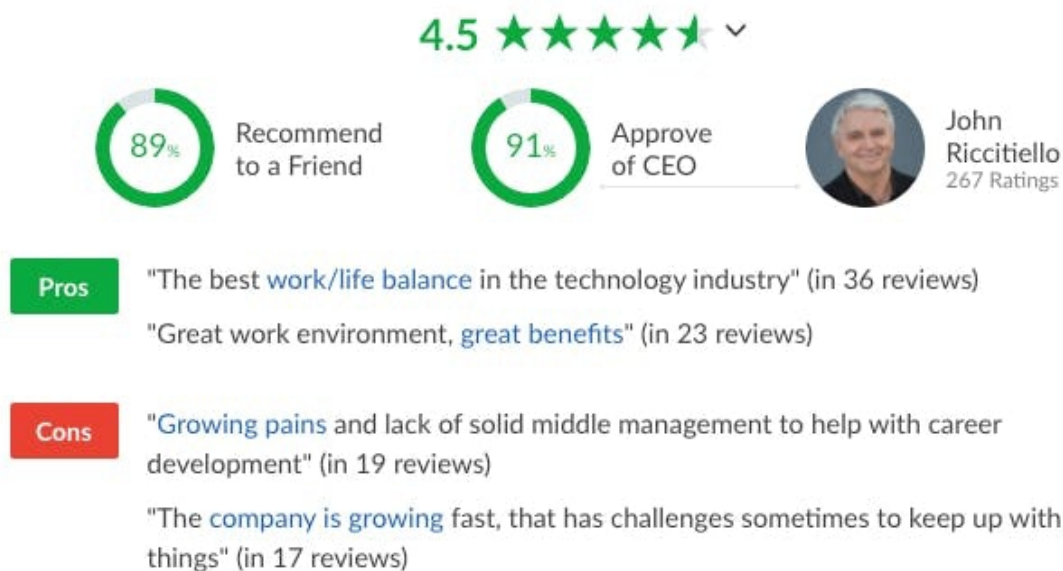 4.5
89%
Recommend
to a Friend
91%
Approve
of CEO
John
Riccitiello
267 Ratings
Pros
"The best work/life balance in the technology industry" (in 36 reviews)
"Great work environment, great benefits" (in 23 reviews)
Cons
"Growing pains and lack of solid middle management to help with career
development" (in 19 reviews)
"The company is growing fast, that has challenges sometimes to keep up with
things" (in 17 reviews)